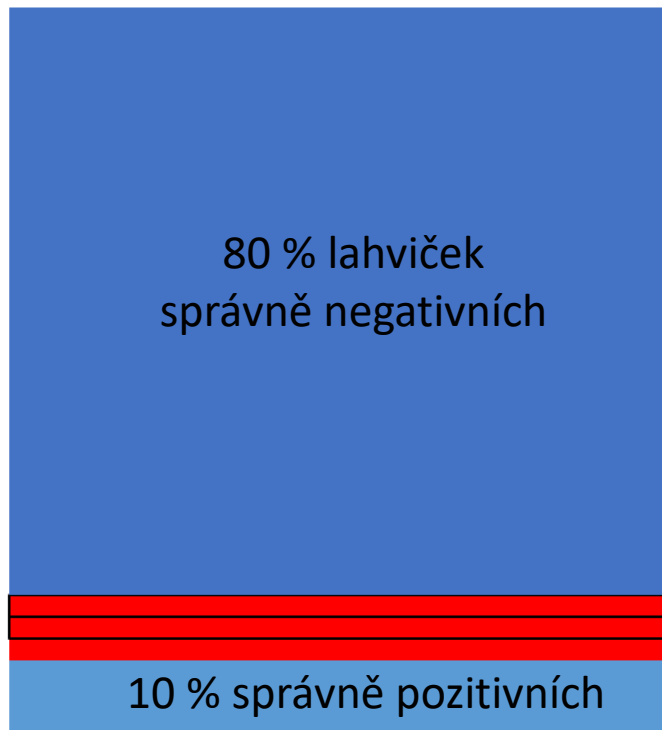 80 % lahviček
správně negativních
10 % správně pozitivních